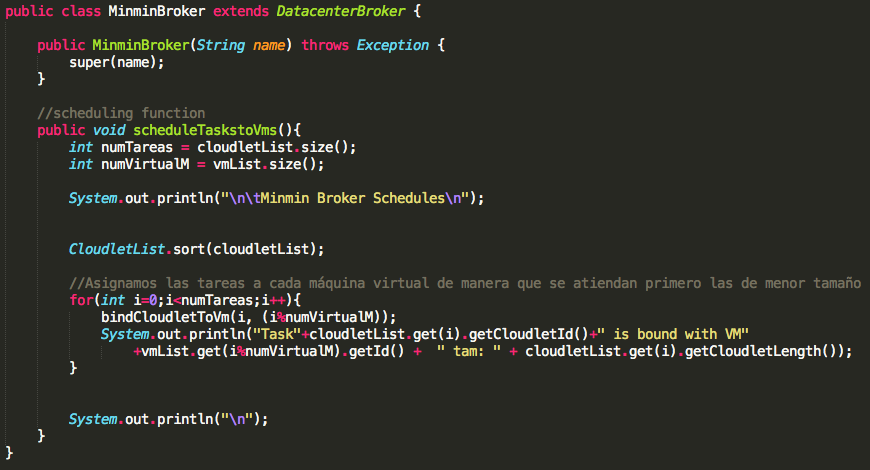 public class MinminBroker extends DatacenterBroker {
public MinminBroker(String name) throws Exception {
super(name);
}
//scheduling function
public void scheduleTaskstoVms(){
int numTareas = cloudletList.size();
int numVirtualM = vmList.size();
System.out.println("\n\tMinmin Broker Schedules\n");
CloudletList.sort(cloudletList);
//Asignamos las tareas a cada máquina virtual de manera que se atiendan primero las de menor tamaño
for(int i=0;i<numTareas;i++){
bindCloudletToVm(i, (i%numVirtualM));
System.out.println("Task"+cloudletList.get(i).getCloudletId()+" is bound with VM"
+vmList.get(i%numVirtualM).getId() +  " tam: " + cloudletList.get(i).getCloudletLength());
}
System.out.println("\n");
}
}